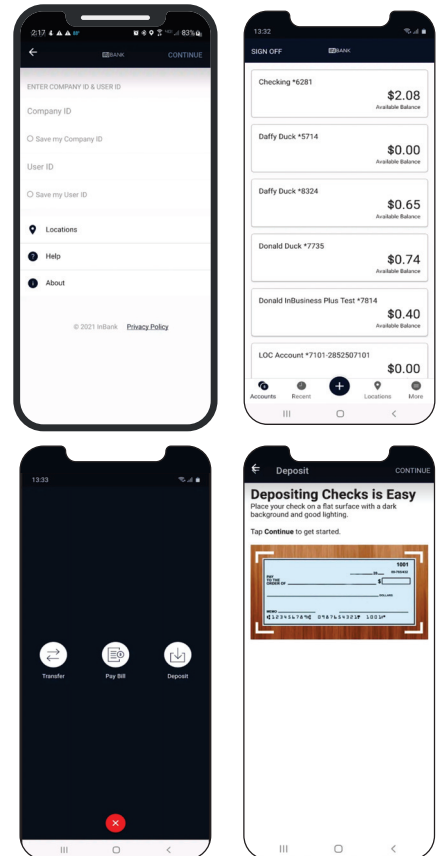 2:17
83%
InBANK
CONTINUE
ENTER COMPANY ID & USER ID
Company ID
Save my Company ID
User ID
Save my User ID
Locations
Help
About
© 2021 InBank Privacy Policy
13:32
SIGN OFF
InBANK
Checking *6281
$2.08
Available Balance
Daffy Duck *5714
$0.00
Available Balance
Daffy Duck *8324
$0.65
Available Balance
Donald Duck *7735
$0.74
Available Balance
Donald InBusiness Plus Test *7814
$0.40
Available Balance
LOC Account *7101-2852507101
$0.00
Accounts Recent Locations More
13:33
Transfer Pay Bill Deposit
Deposit
CONTINUE
Depositing Checks is Easy
Place your check on a flat surface with a dark
background and good lighting.
Tap Continue to get started.
1001
PAY
TO THE
ORDER OF
$
DOLLARS
MEMO
123456789 0987654321 1001